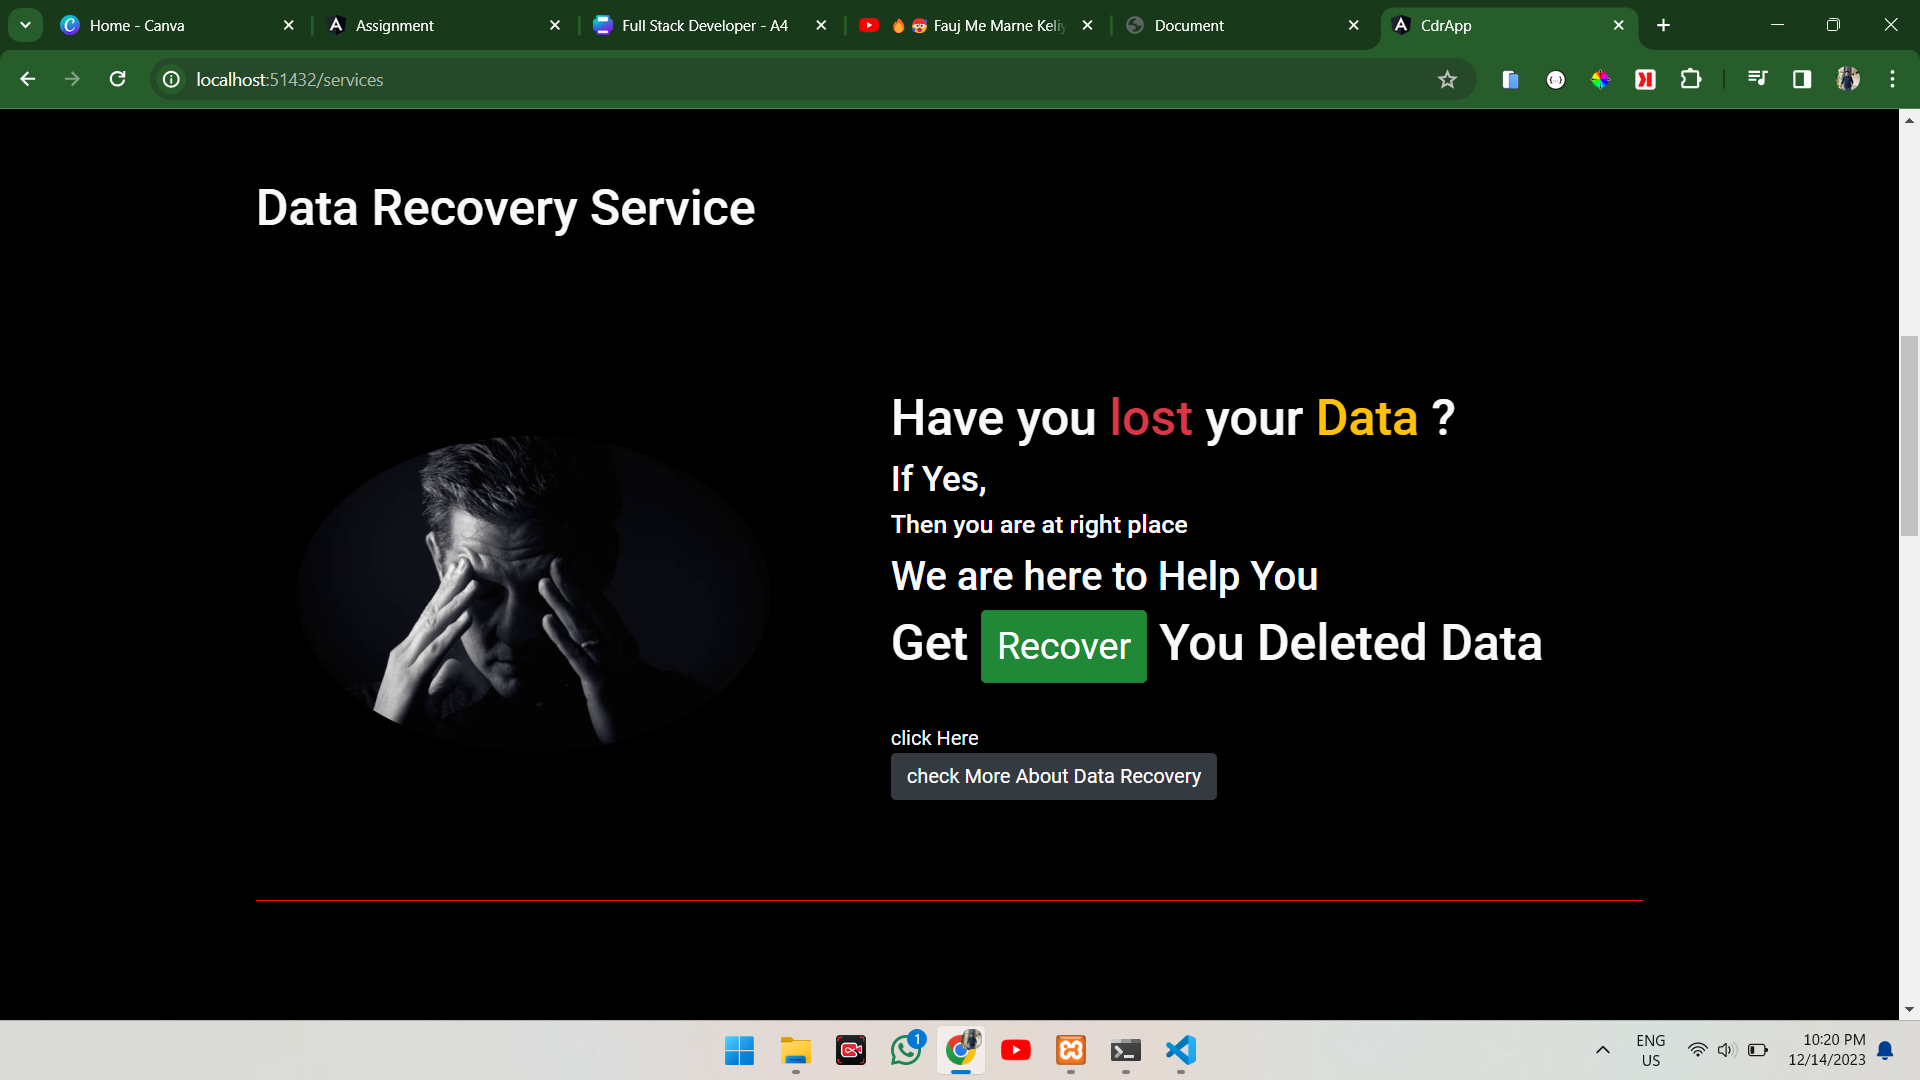 Home - Canva
Assignment
Full Stack Developer - A4
Fauj Me Marne Keliy
Document
CdrApp
localhost:51432/services
Data Recovery Service
Have you lost your Data ?
If Yes,
Then you are at right place
We are here to Help You
Get Recover You Deleted Data
click Here
check More About Data Recovery
1
ENG
US
10:20 PM
12/14/2023